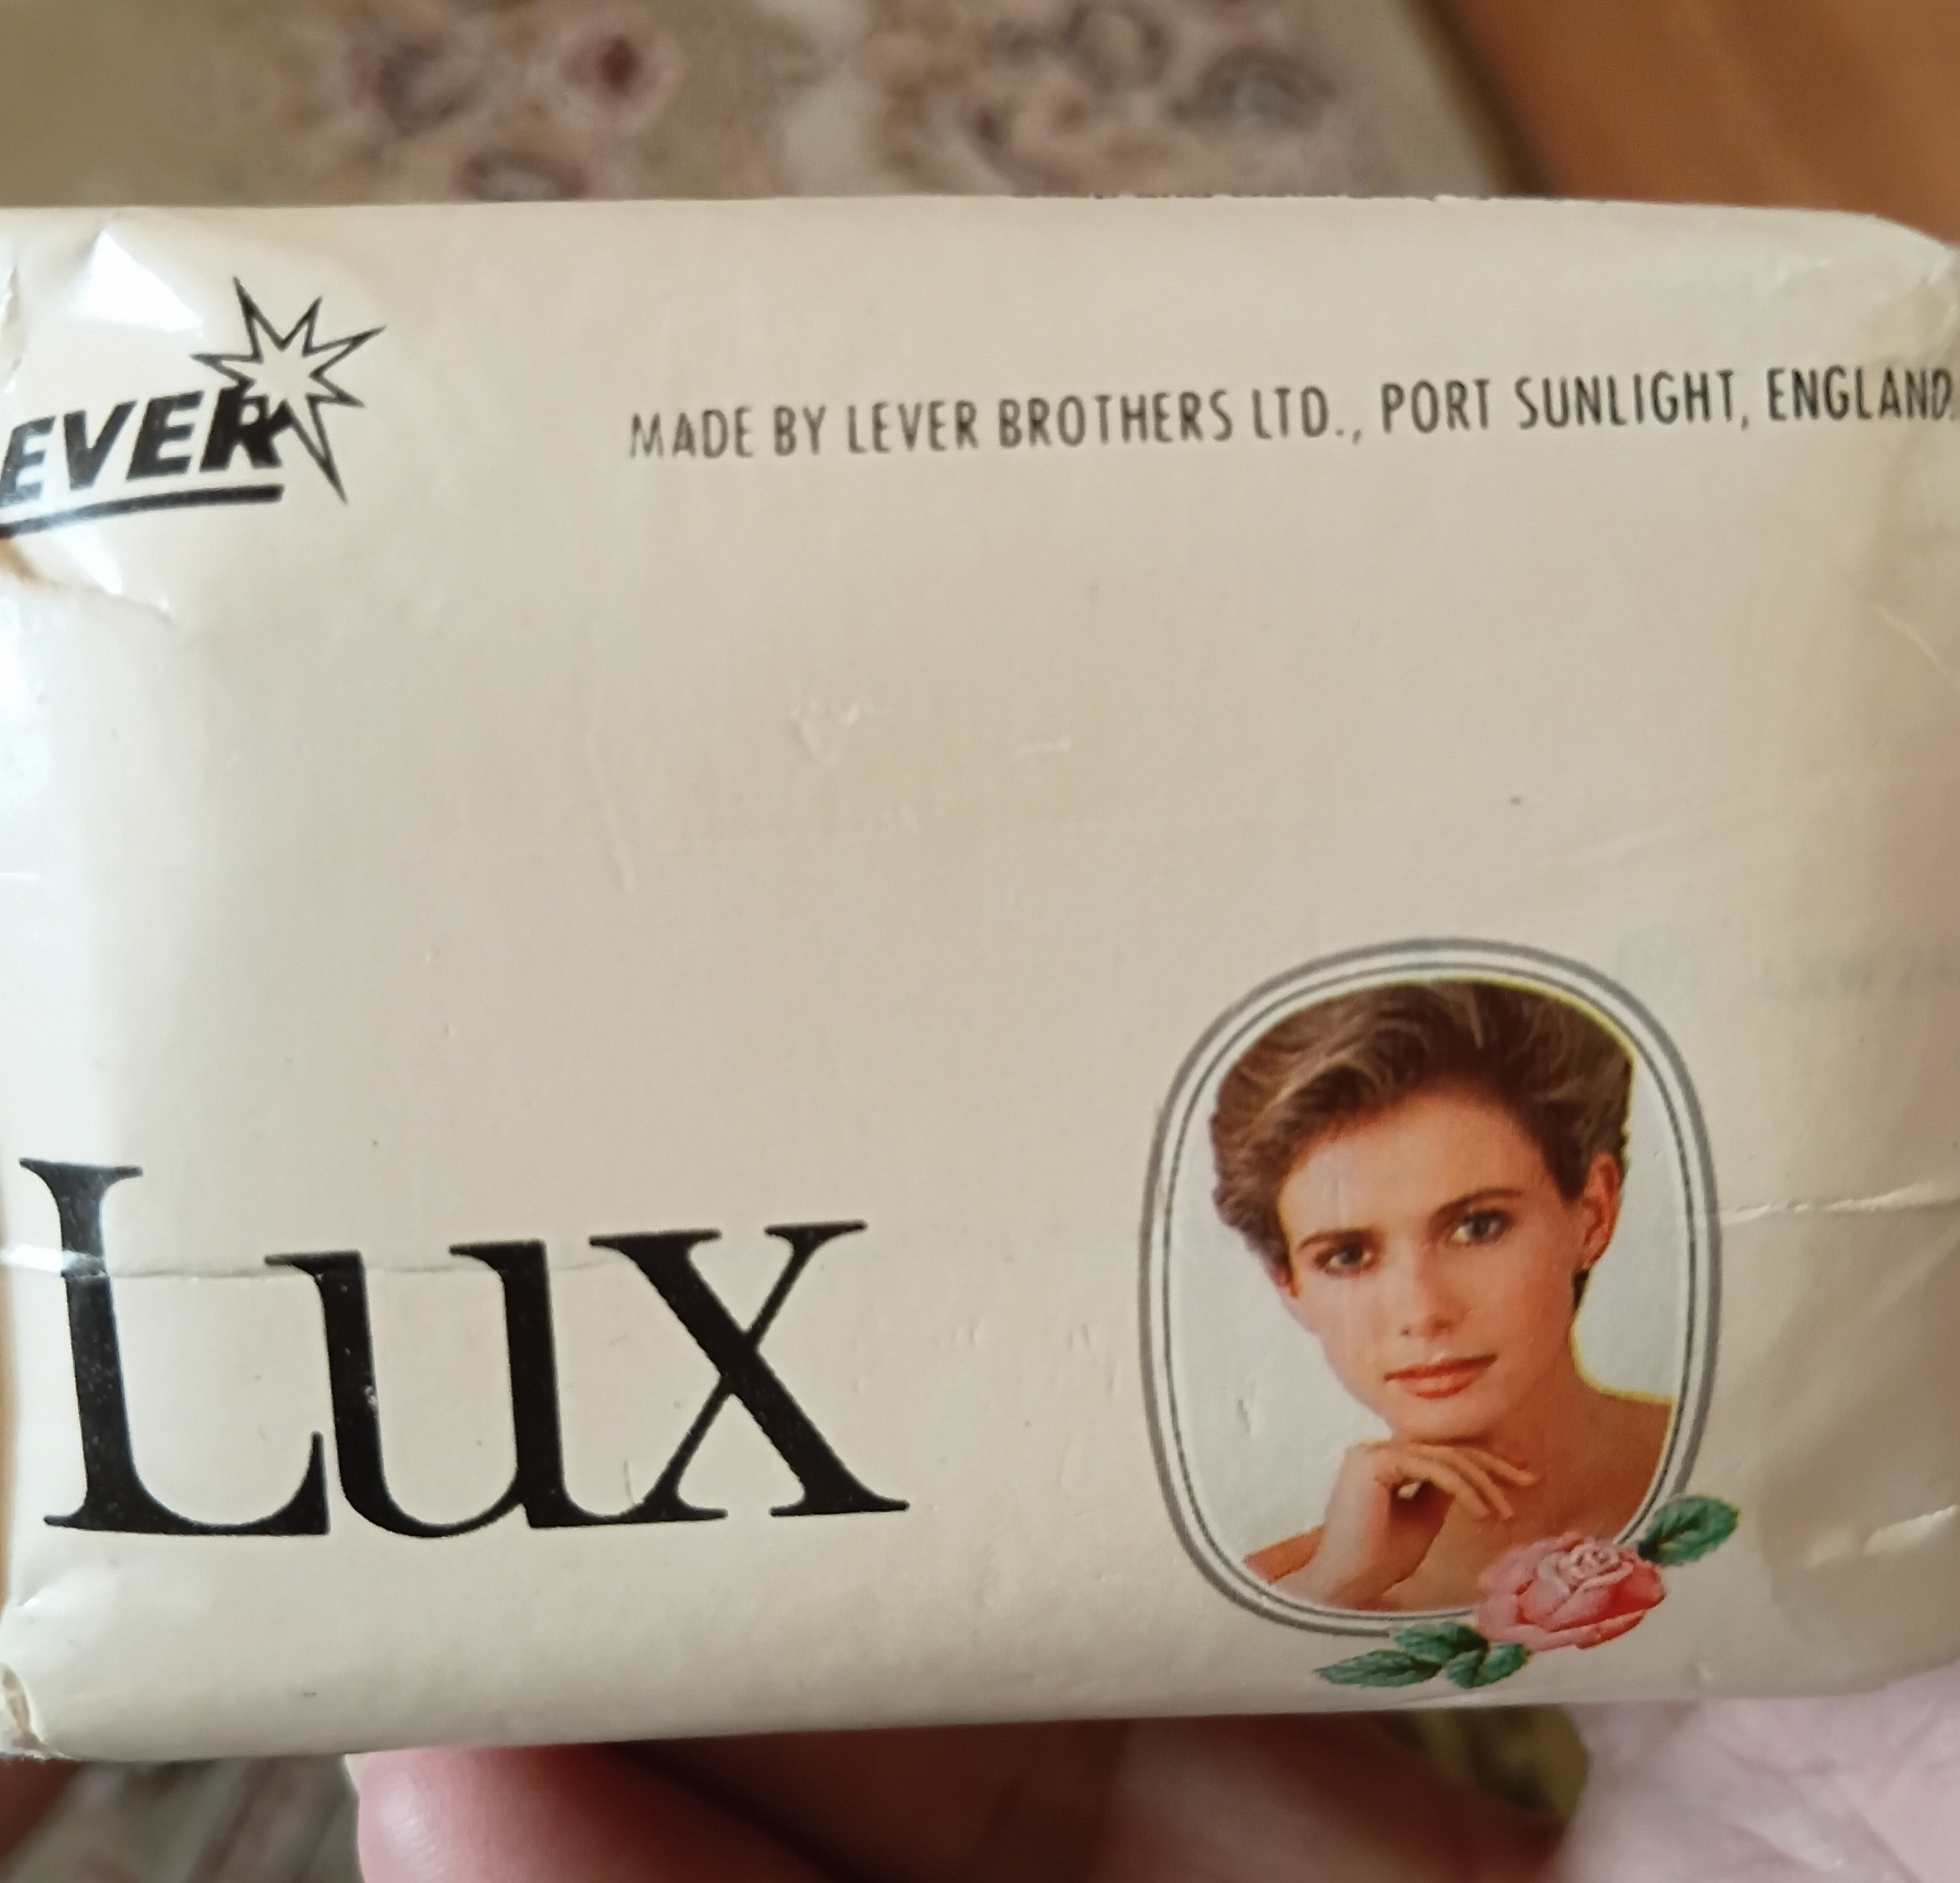 EVER
MADE BY LEVER BROTHERS LTD., PORT SUNLIGHT, ENGLAND.
Lux